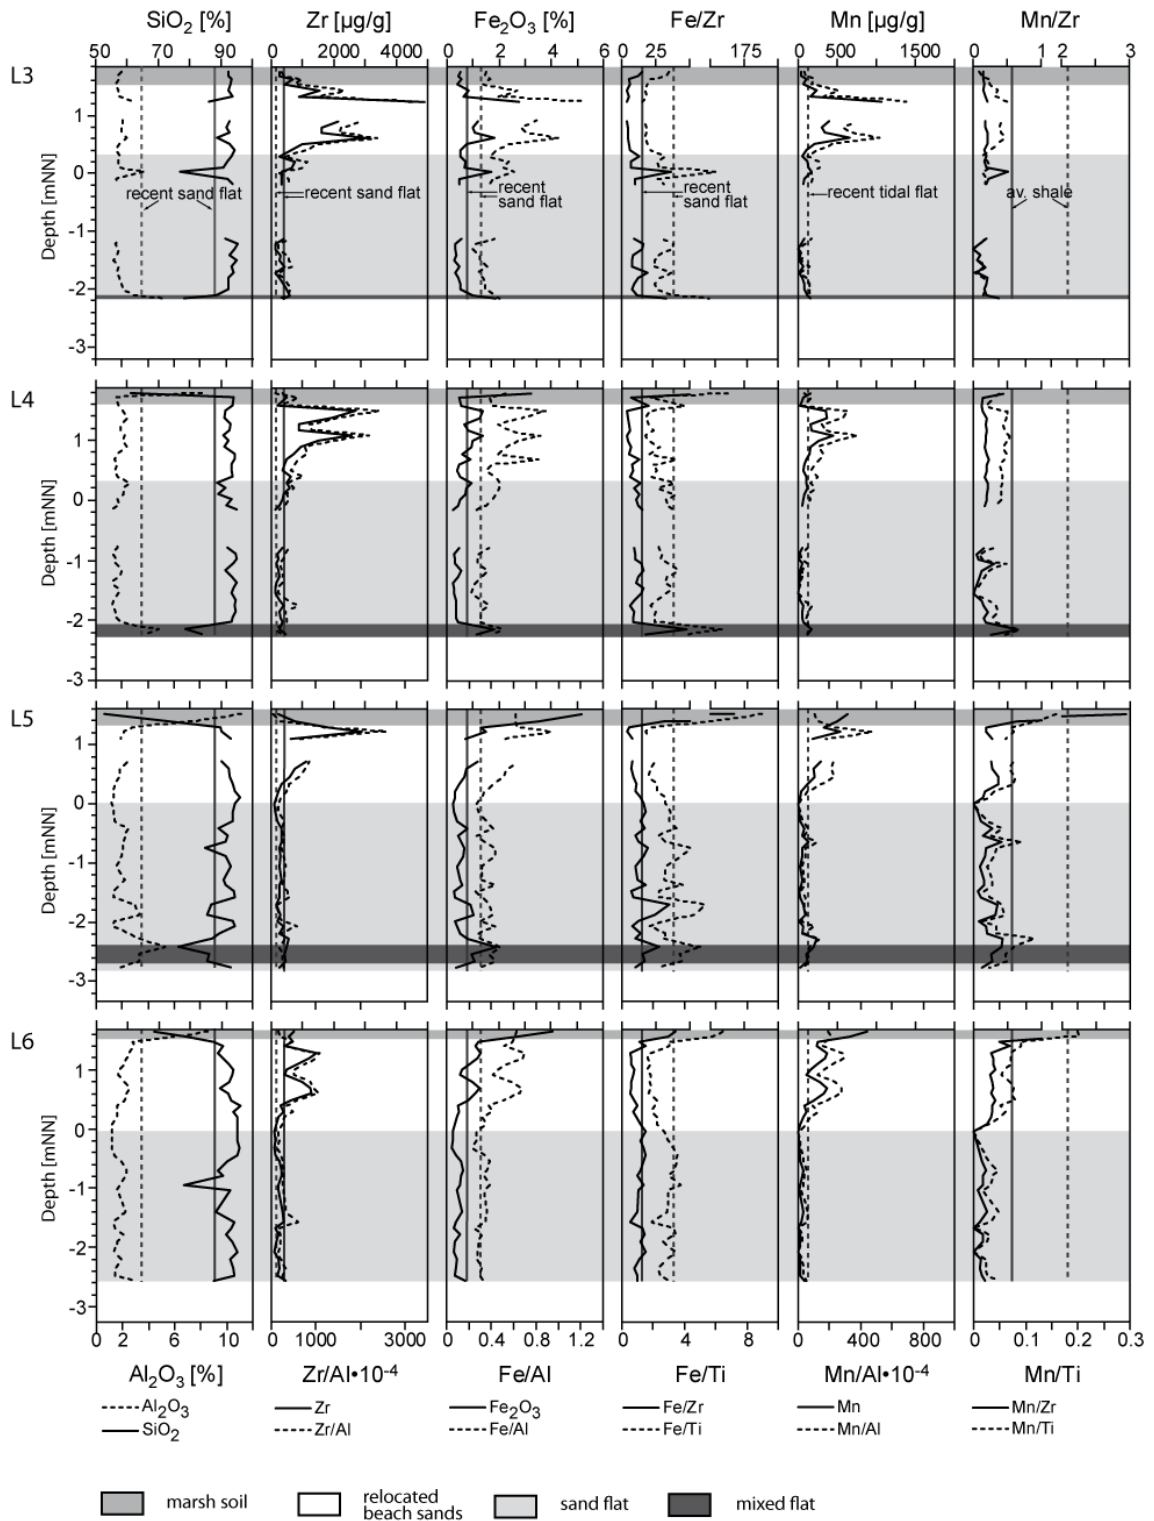 SiO2 [%] Zr [µg/g] Fe2O3 [%] Fe/Zr Mn [µg/g] Mn/Zr
50 70 90 0 2000 4000 0 2 4 6 0 25 175 0 500 1500 0 1 2 3
L3
1
0
-1
-2
-3
Depth [mNN]
recent sand flat
recent sand flat
recent
sand flat
recent
sand flat
recent tidal flat
av. shale
L4
1
0
-1
-2
-3
Depth [mNN]
L5
1
0
-1
-2
-3
Depth [mNN]
L6
1
0
-1
-2
-3
Depth [mNN]
0 2 6 10 0 1000 3000 0 0.4 0.8 1.2 0 4 8 0 400 800 0 0.1 0.2 0.3
Al2O3 [%] Zr/Al•10-4 Fe/Al Fe/Ti Mn/Al•10-4 Mn/Ti
Al2O3 Zr Fe2O3 Fe/Zr Mn Mn/Zr
SiO2 Zr/Al Fe/Al Fe/Ti Mn/Al Mn/Ti
marsh soil
relocated
beach sands
sand flat
mixed flat